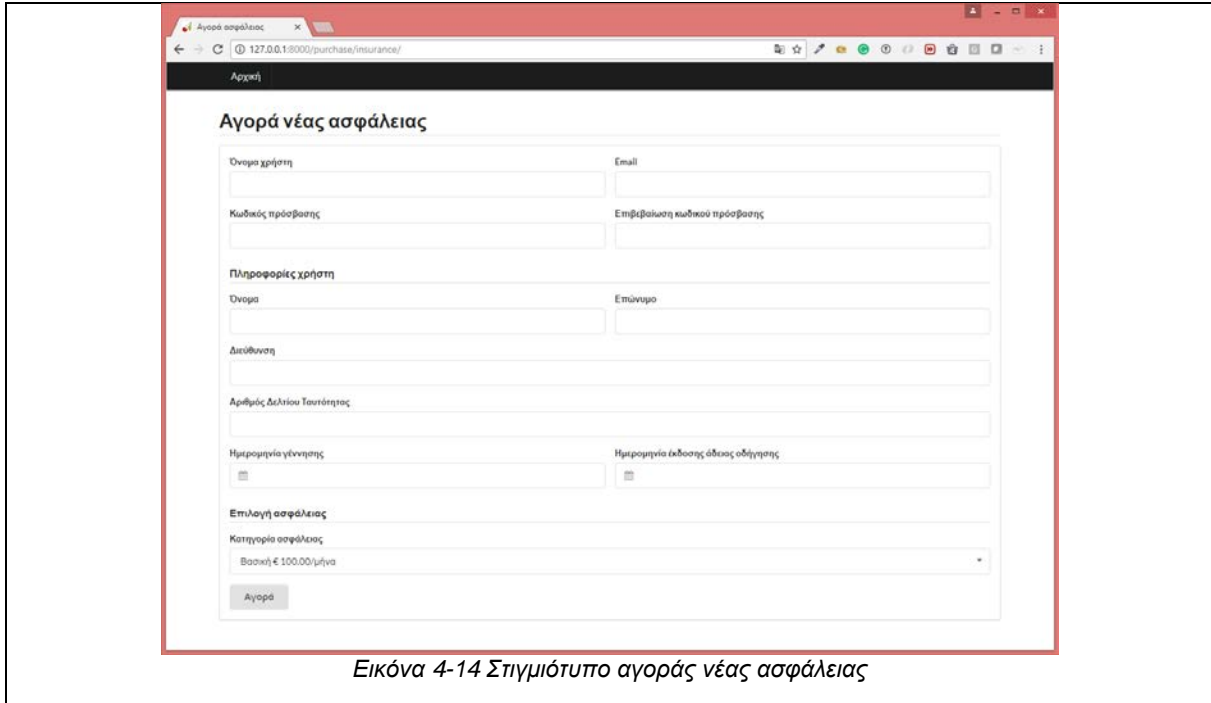 Αγορά ασφάλειας
127.0.0.1:8000/purchase/insurance/
Αρχική
Αγορά νέας ασφάλειας
Όνομα χρήστη Email
Κωδικός πρόσβασης Επιβεβαίωση κωδικού πρόσβασης
Πληροφορίες χρήστη
Όνομα Επώνυμο
Διεύθυνση
Αριθμός Δελτίου Ταυτότητας
Ημερομηνία γέννησης Ημερομηνία έκδοσης άδειας οδήγησης
Επιλογή ασφάλειας
Κατηγορία ασφάλειας
Βασική € 100.00/μήνα
Αγορά
Εικόνα 4-14 Στιγμιότυπο αγοράς νέας ασφάλειας